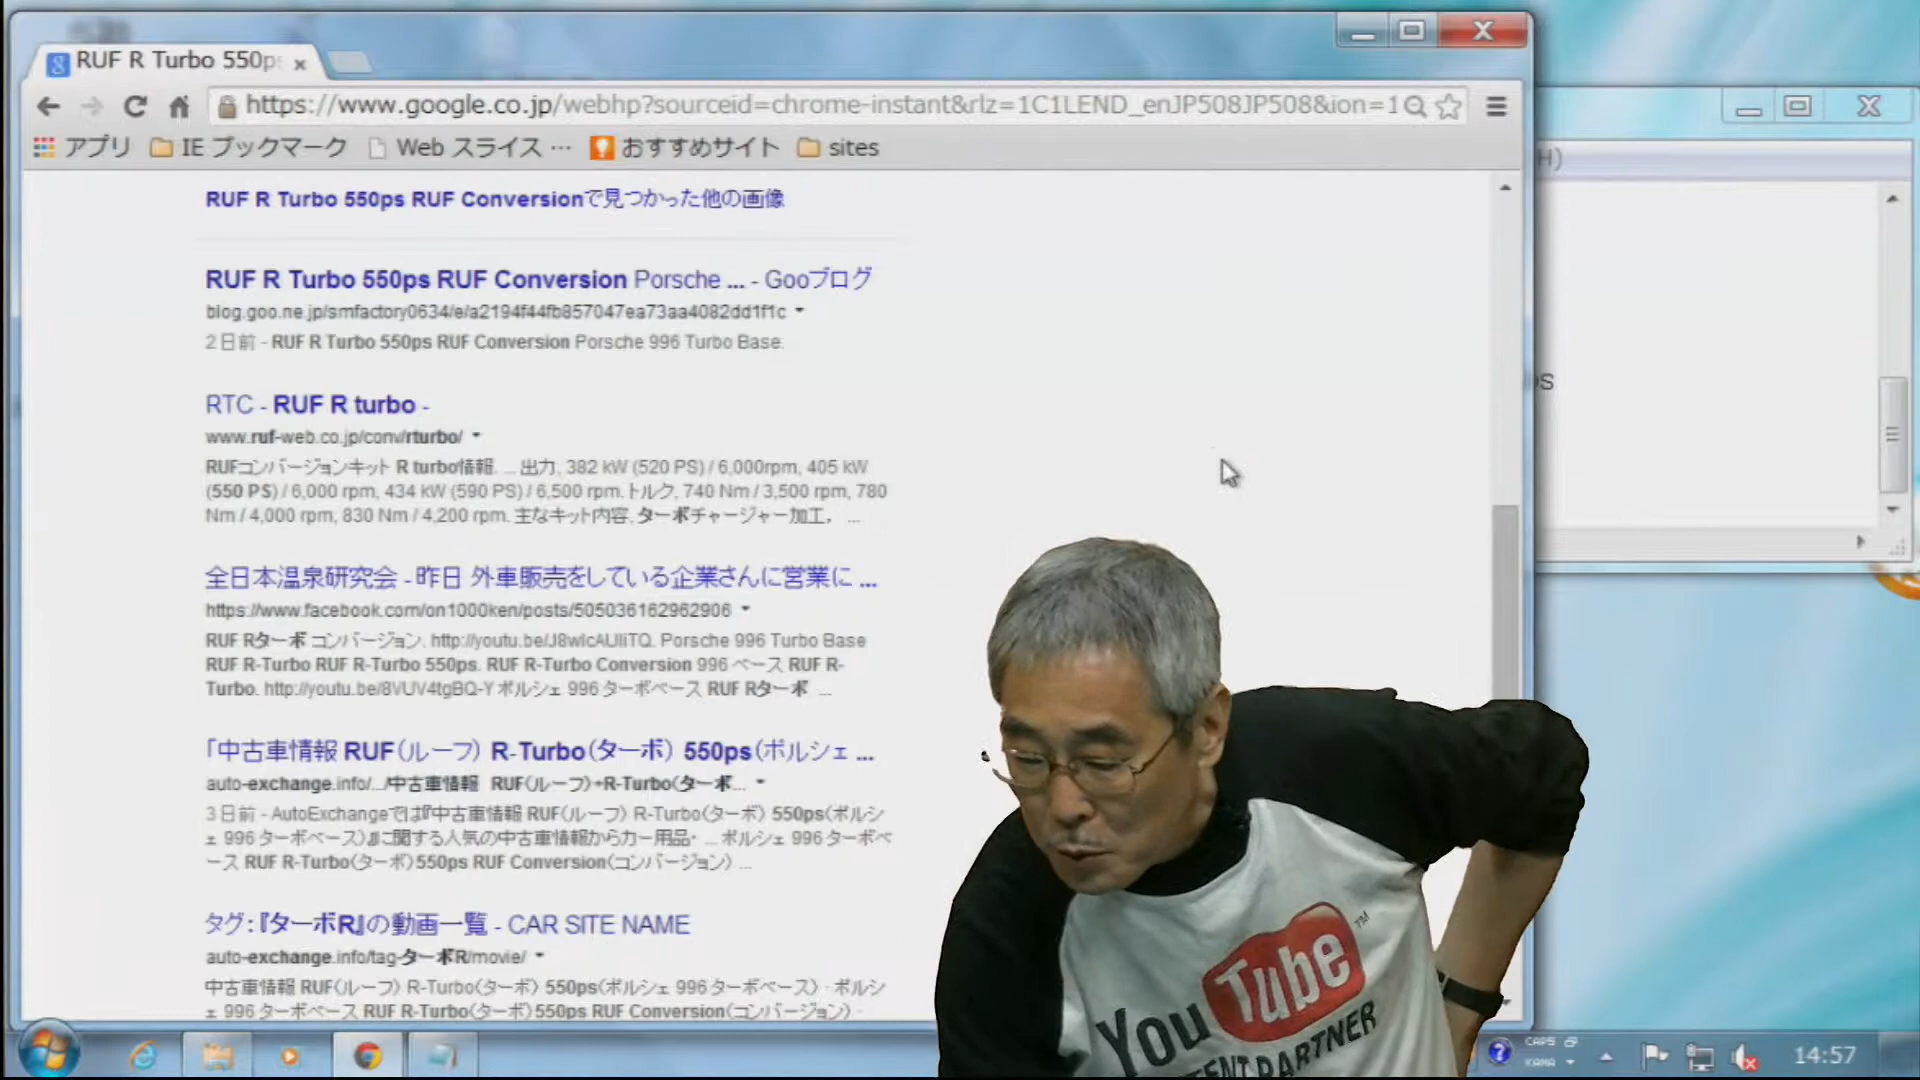 RUF R Turbo 550ps
https://www.google.co.jp/webhp?sourceid=chrome-instant&rlz=1C1LEND_enJP508JP508&ion=1
アプリ IE ブックマーク Web スライス … おすすめサイト sites
H)
RUF R Turbo 550ps RUF Conversionで見つかった他の画像
RUF R Turbo 550ps RUF Conversion Porsche ... - Gooブログ
blog.goo.ne.jp/smfactory0634/e/a2194f44fb857047ea73aa4082dd1f1c
2日前 - RUF R Turbo 550ps RUF Conversion Porsche 996 Turbo Base.
RTC - RUF R turbo -
www.ruf-web.co.jp/conv/rturbo/
RUFコンバージョンキット R turbo情報. ... 出力, 382 kW (520 PS) / 6,000rpm, 405 kW
(550 PS) / 6,000 rpm, 434 kW (590 PS) / 6,500 rpm. トルク, 740 Nm / 3,500 rpm, 780
Nm / 4,000 rpm, 830 Nm / 4,200 rpm. 主なキット内容, ターボチャージャー加工, ...
全日本温泉研究会 - 昨日 外車販売をしている企業さんに営業に ...
https://www.facebook.com/on1000ken/posts/505036162962906
RUF Rターボ コンバージョン. http://youtu.be/J8wIcAUIiTQ. Porsche 996 Turbo Base
RUF R-Turbo RUF R-Turbo 550ps. RUF R-Turbo Conversion 996 ベース RUF R-
Turbo. http://youtu.be/8VUV4tgBQ-Y ポルシェ 996 ターボベース RUF Rターボ ...
「中古車情報 RUF(ルーフ) R-Turbo(ターボ) 550ps(ポルシェ ...
auto-exchange.info/.../中古車情報 RUF(ルーフ)+R-Turbo(ターボ...
3日前 - AutoExchangeでは『中古車情報 RUF(ルーフ) R-Turbo(ターボ) 550ps(ポルシ
ェ 996 ターボベース)』に関する人気の中古車情報からカー用品・ ... ポルシェ 996 ターボベ
ース RUF R-Turbo(ターボ)550ps RUF Conversion(コンバージョン) ...
タグ:『ターボR』の動画一覧 - CAR SITE NAME
auto-exchange.info/tag-ターボR/movie/
中古車情報 RUF(ルーフ) R-Turbo(ターボ) 550ps(ポルシェ 996 ターボベース) · ポルシ
ェ 996 ターボベース RUF R-Turbo(ターボ)550ps RUF Conversion(コンバージョン) ·
YouTube™
PARTNER
CAPS
KANA
14:57